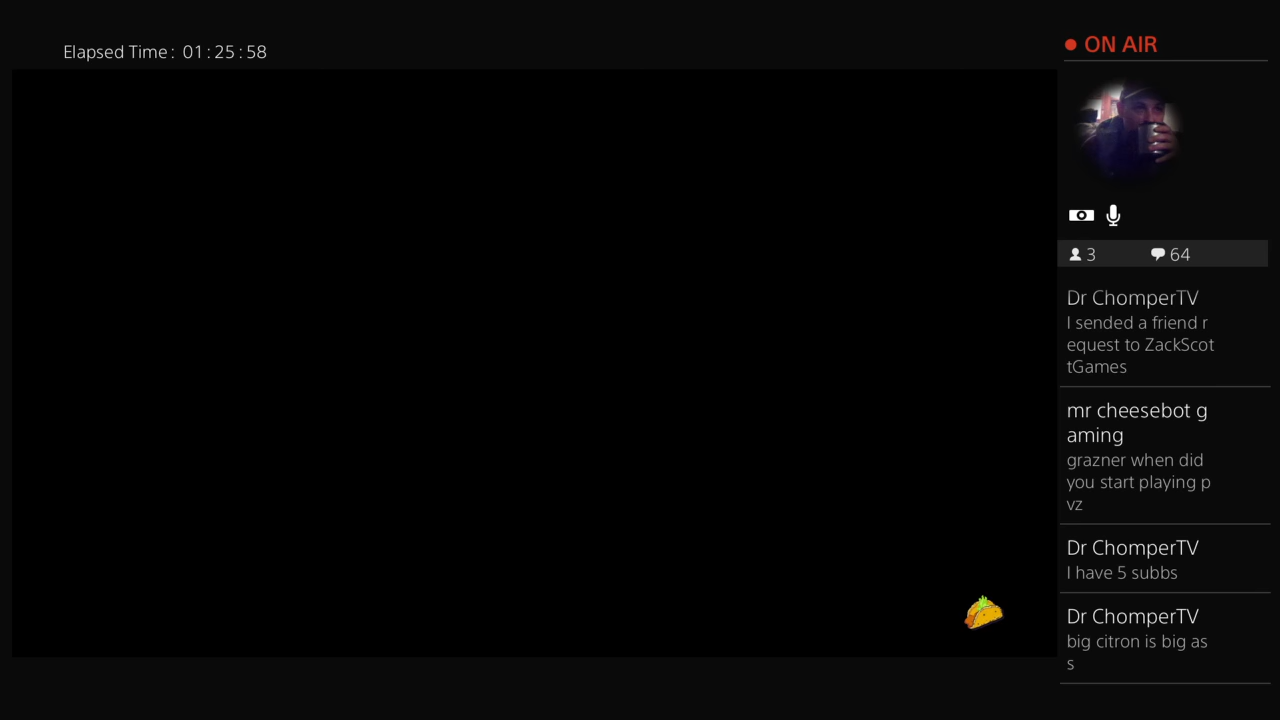 Elapsed Time: 01:25:58
ON AIR
3 64
Dr ChomperTV
I sended a friend r
equest to ZackScot
tGames
mr cheesebot g
aming
grazner when did
you start playing p
vz
Dr ChomperTV
I have 5 subbs
Dr ChomperTV
big citron is big as
s